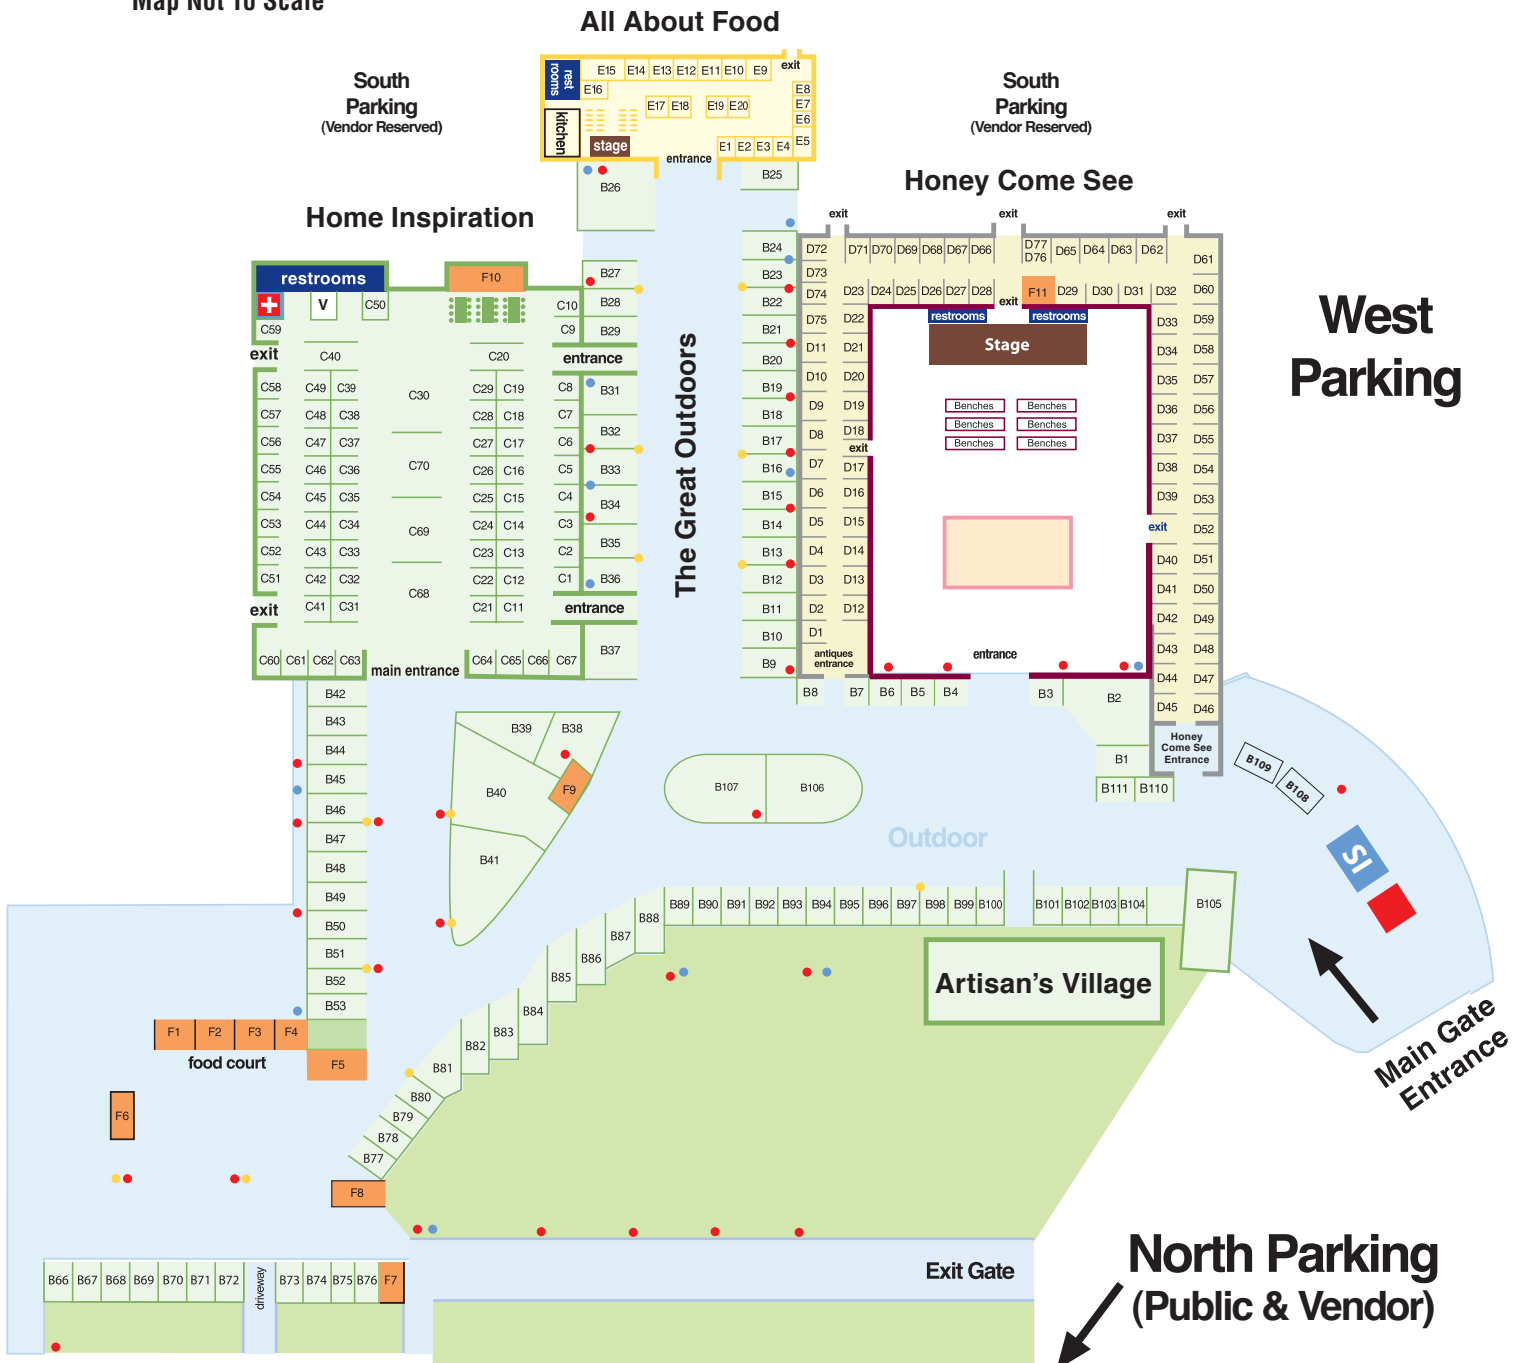 Map Not To Scale
All About Food
South
Parking
(Vendor Reserved)
rest
rooms
E15 E14 E13 E12 E11 E10 E9
exit
E16
E17 E18 E19 E20
E8
E7
E6
E5
kitchen
stage
E1 E2 E3 E4
entrance
South
Parking
(Vendor Reserved)
B26
B25
Home Inspiration
Honey Come See
exit
exit
exit
restrooms
F10
V
C50
C59
exit
C10
C9
C40
C20
entrance
C58 C49 C39 C30 C29 C19 C8
C57 C48 C38 C28 C18 C7
C56 C47 C37 C27 C17 C6
C55 C46 C36 C70 C26 C16 C5
C54 C45 C35 C25 C15 C4
C53 C44 C34 C69 C24 C14 C3
C52 C43 C33 C23 C13 C2
C51 C42 C32 C68 C22 C12 C1
exit
C41 C31 C21 C11
entrance
C60 C61 C62 C63
main entrance
C64 C65 C66 C67
B27
B28
B29
B31
B32
B33
B34
B35
B36
B37
The Great Outdoors
B24
B23
B22
B21
B20
B19
B18
B17
B16
B15
B14
B13
B12
B11
B10
B9
D72 D71 D70 D69 D68 D67 D66
D77
D76
D65 D64 D63 D62
D61
D73
D74 D23 D24 D25 D26 D27 D28
exit
F11
D29 D30 D31 D32 D60
D75 D22
restrooms
restrooms
D33 D59
D11 D21
Stage
D34 D58
D10 D20 D35 D57
D9 D19
Benches Benches
D36 D56
D8 D18
Benches Benches
D37 D55
exit
Benches Benches
D7 D17 D38 D54
D6 D16 D39 D53
D5 D15
exit
D52
D4 D14 D40 D51
D3 D13 D41 D50
D2 D12 D42 D49
D1
antiques
entrance
entrance
D43 D48
D44 D47
D45 D46
B8 B7 B6 B5 B4 B3 B2
B1
Honey
Come See
Entrance
B111 B110
B109
B108
West
Parking
B42
B43
B44
B45
B46
B47
B48
B49
B50
B51
B52
B53
B39 B38
B40
F9
B41
B107 B106
Outdoor
SI
B89 B90 B91 B92 B93 B94 B95 B96 B97 B98 B99 B100
B101 B102 B103 B104
B105
B88
B87
B86
B85
B84
B83
B82
B81
B80
B79
B78
B77
Artisan's Village
Main Gate
Entrance
F1 F2 F3 F4
food court
F5
F6
F8
Exit Gate
North Parking
(Public & Vendor)
B66 B67 B68 B69 B70 B71 B72
driveway
B73 B74 B75 B76 F7